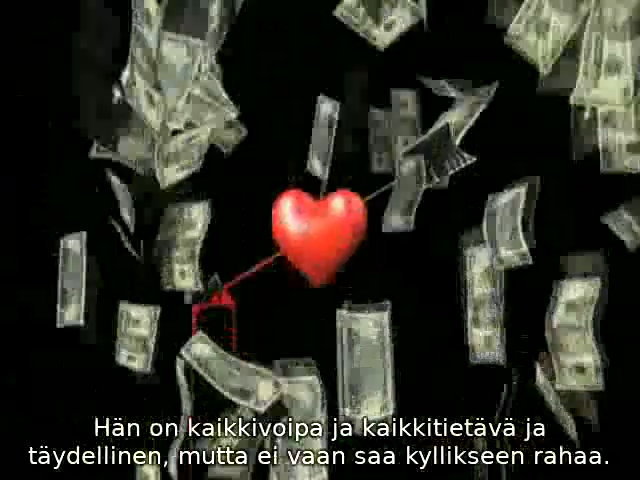 Hän on kaikkivoipa ja kaikkitietävä ja
täydellinen, mutta ei vaan saa kyllikseen rahaa.